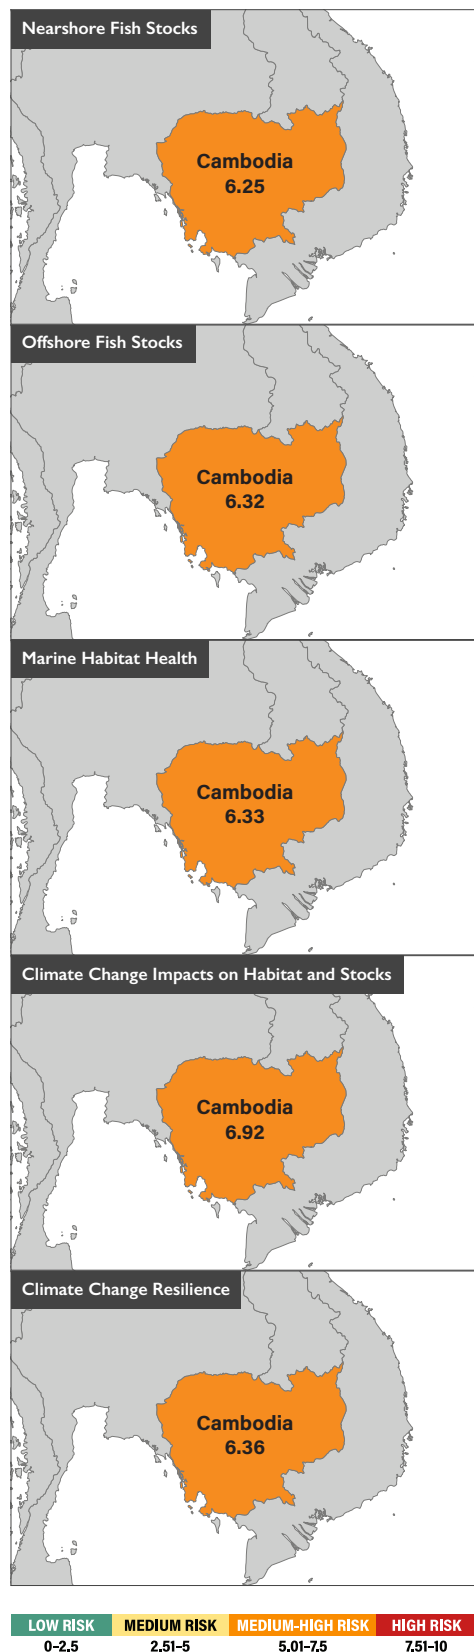 Nearshore Fish Stocks
Cambodia
6.25
Offshore Fish Stocks
Cambodia
6.32
Marine Habitat Health
Cambodia
6.33
Climate Change Impacts on Habitat and Stocks
Cambodia
6.92
Climate Change Resilience
Cambodia
6.36
LOW RISK MEDIUM RISK MEDIUM-HIGH RISK HIGH RISK
0–2.5 2.51–5 5.01–7.5 7.51–10